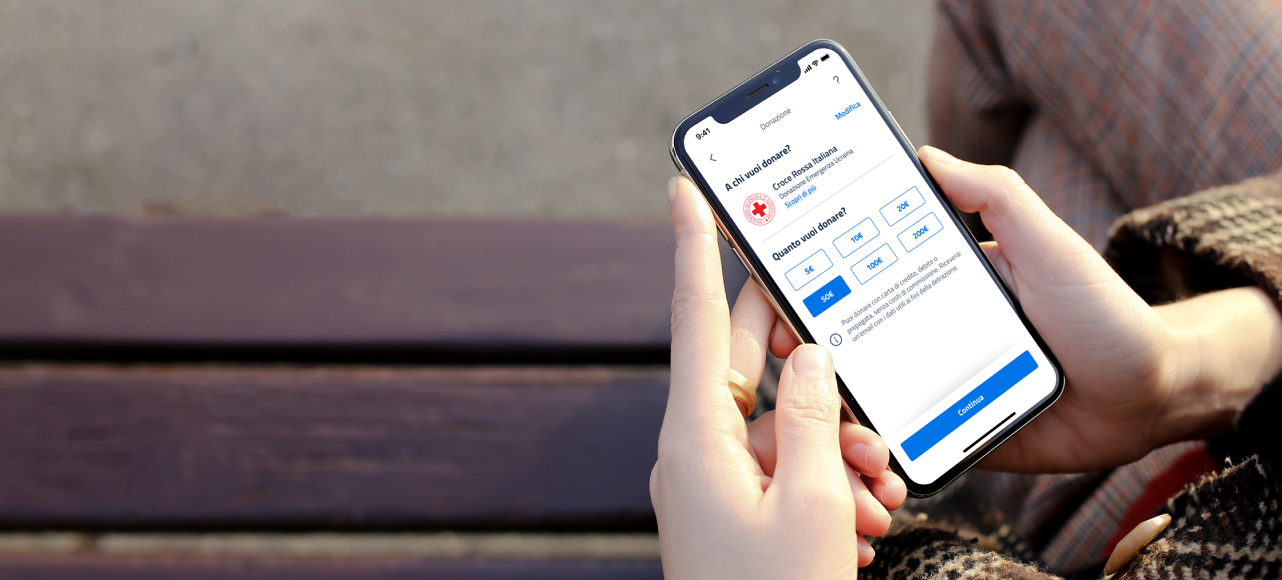 9:41
Donazione
?
A chi vuoi donare?
Modifica
Croce Rossa Italiana
Donazione Emergenza Ucraina
Scopri di più
Quanto vuoi donare?
5€
10€
20€
50€
100€
200€
Puoi donare con carta di credito, debito o
prepagata, senza costi di commissione. Riceverai
un'email con i dati utili ai fini della detrazione.
Continua